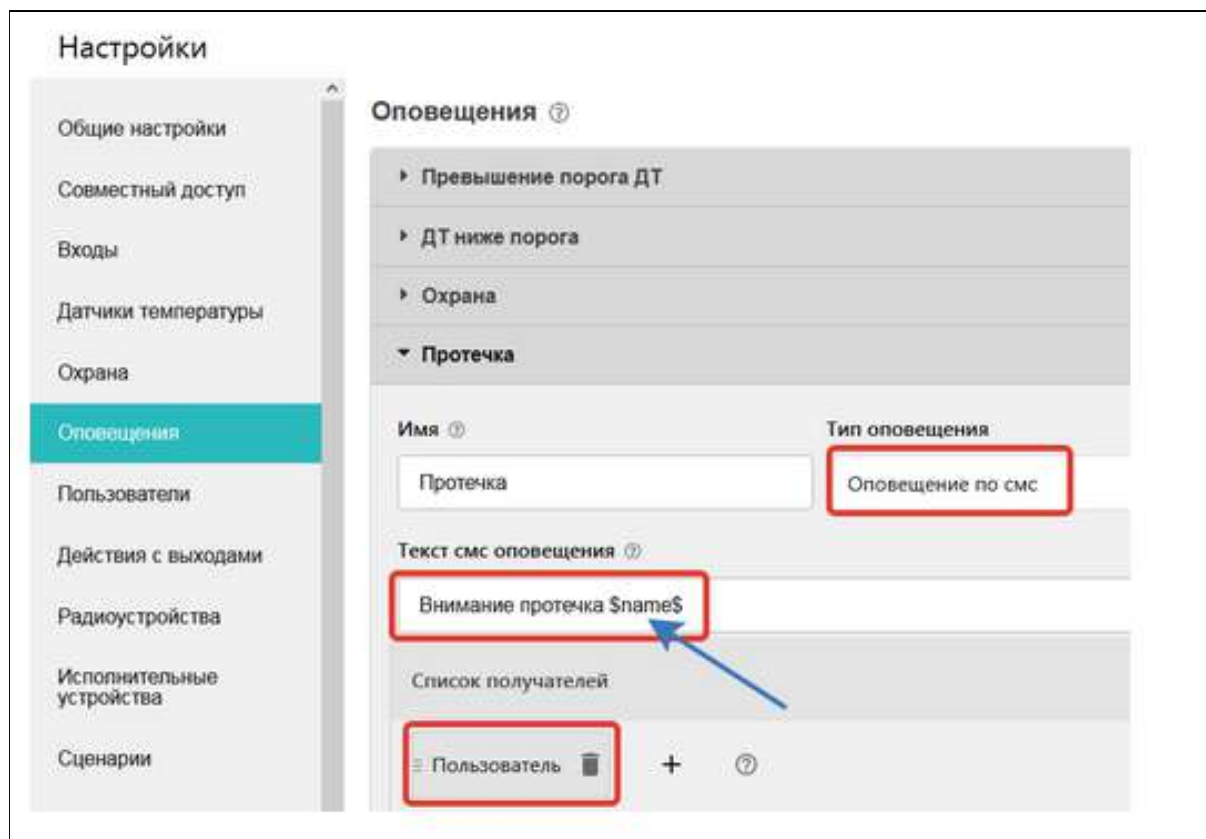 Настройки
Общие настройки
Совместный доступ
Входы
Датчики температуры
Охрана
Оповещения
Пользователи
Действия с выходами
Радиоустройства
Исполнительные
устройства
Сценарии
Оповещения ?
Превышение порога ДТ
ДТ ниже порога
Охрана
Протечка
Имя ?
Тип оповещения
Протечка
Оповещение по смс
Текст смс оповещения ?
Внимание протечка $name$
Список получателей
Пользователь + ?